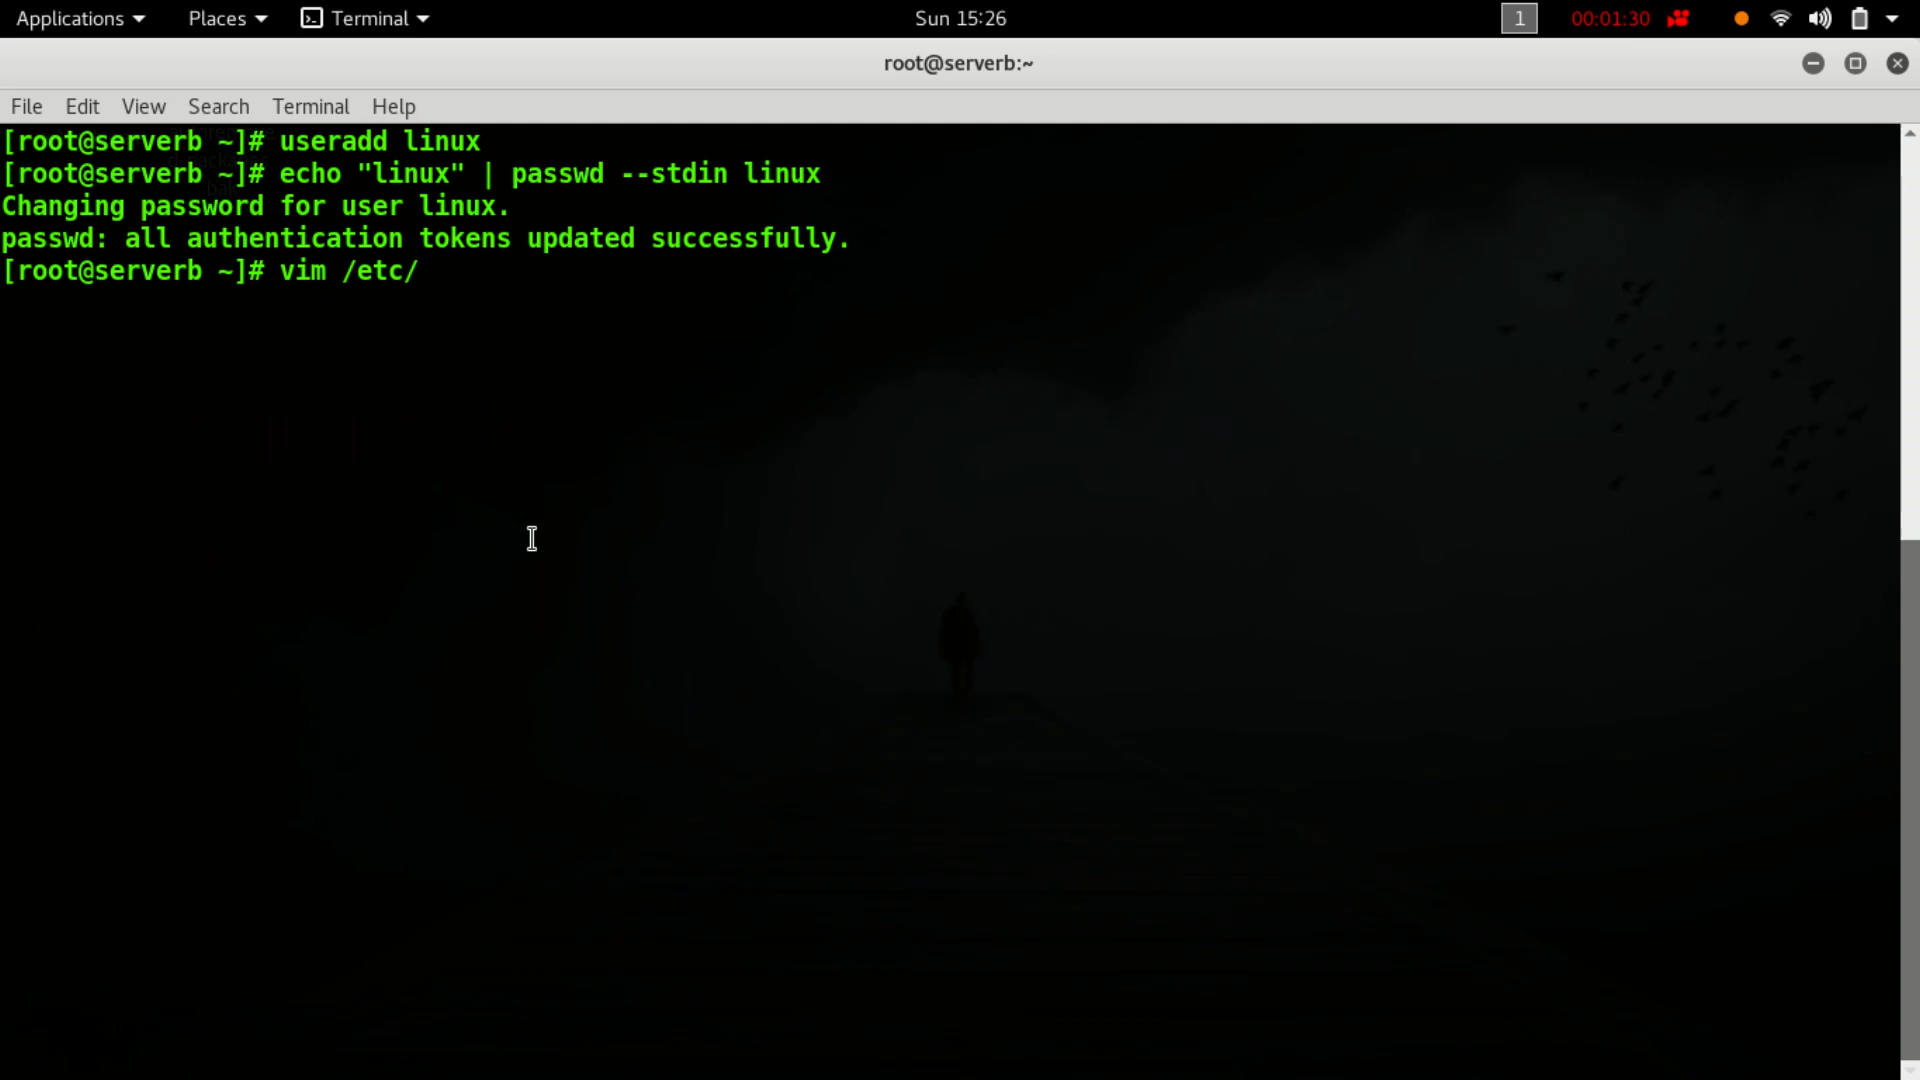 Applications Places Terminal Sun 15:26 1 00:01:30
root@serverb:~
File Edit View Search Terminal Help
[root@serverb ~]# useradd linux
[root@serverb ~]# echo "linux" | passwd --stdin linux
Changing password for user linux.
passwd: all authentication tokens updated successfully.
[root@serverb ~]# vim /etc/